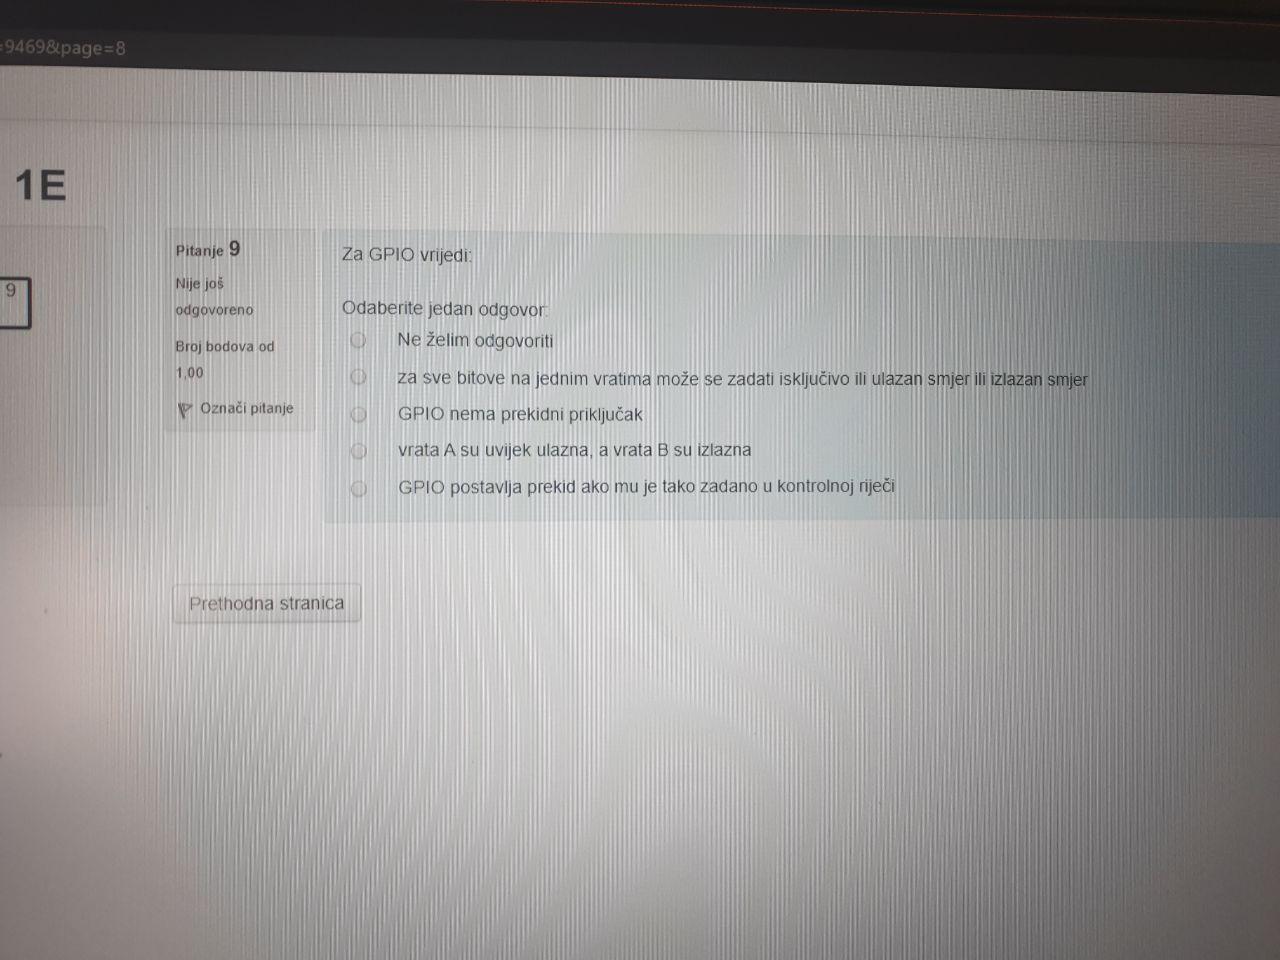 =9469&page=8
1E
9
Pitanje 9
Nije još
odgovoreno
Broj bodova od
1,00
Označi pitanje
Za GPIO vrijedi:
Odaberite jedan odgovor:
Ne želim odgovoriti
za sve bitove na jednim vratima može se zadati isključivo ili ulazan smjer ili izlazan smjer
GPIO nema prekidni priključak
vrata A su uvijek ulazna, a vrata B su izlazna
GPIO postavlja prekid ako mu je tako zadano u kontrolnoj riječi
Prethodna stranica